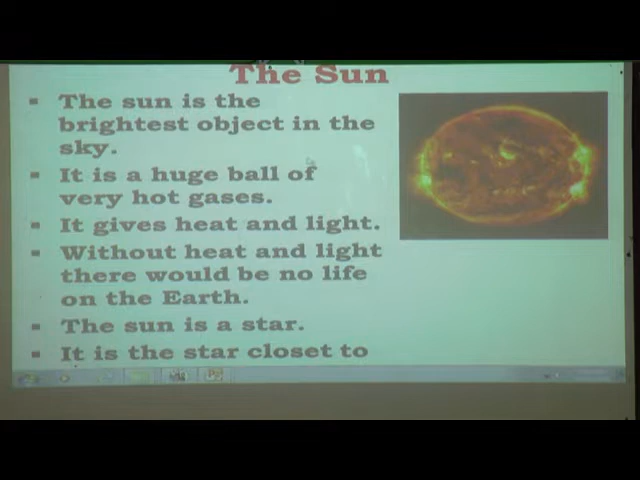 The Sun
The sun is the
brightest object in the
sky.
It is a huge ball of
very hot gases.
It gives heat and light.
Without heat and light
there would be no life
on the Earth.
The sun is a star.
It is the star closet to